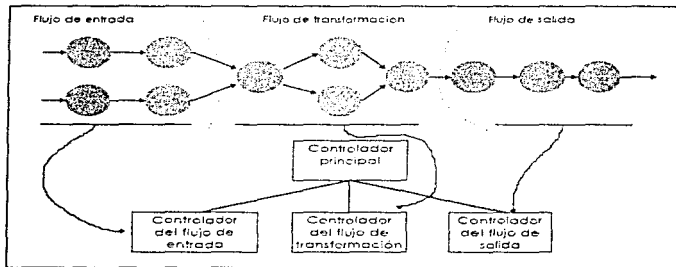 Flujo de entrada
Flujo de transformación
Flujo de salida
Controlador
principal
Controlador
del flujo de
entrada
Controlador
del flujo de
transformación
Controlador
del flujo de
salida